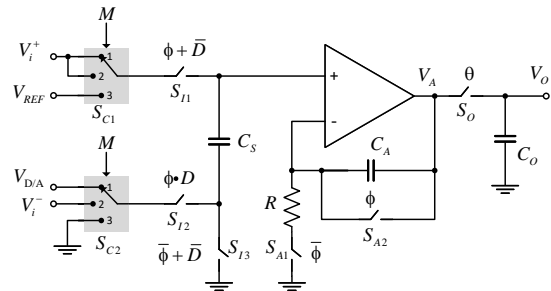 M
V_i^+
1
2
3
V_REF
S_C1
ϕ + D̅
S_I1
+
-
V_A
θ
S_O
V_O
C_O
C_S
C_A
ϕ
S_A2
R
S_A1
ϕ̅
M
V_D/A
V_i^-
1
2
3
S_C2
ϕ•D
S_I2
ϕ̅ + D̅
S_I3